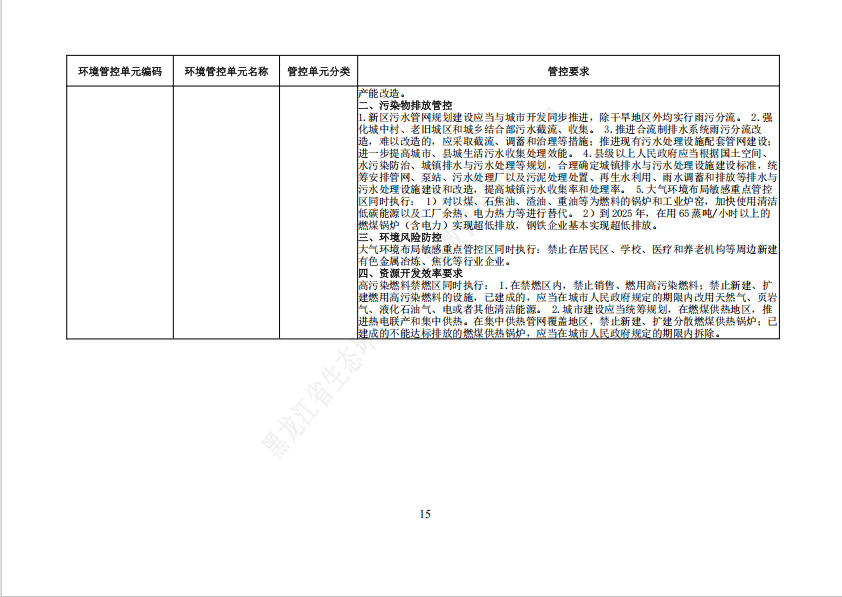 环境管控单元编码 环境管控单元名称 管控单元分类 管控要求
产能改造。
二、污染物排放管控
1.新区污水管网规划建设应当与城市开发同步推进，除干旱地区外均实行雨污分流。 2.强
化城中村、老旧城区和城乡结合部污水截流、收集。 3.推进合流制排水系统雨污分流改
造，难以改造的，应采取截流、调蓄和治理等措施；推进现有污水处理设施配套管网建设；
进一步提高城市、县城生活污水收集处理效能。 4.县级以上人民政府应当根据国土空间、
水污染防治、城镇排水与污水处理等规划，合理确定城镇排水与污水处理设施建设标准，统
筹安排管网、泵站、污水处理厂以及污泥处理处置、再生水利用、雨水调蓄和排放等排水与
污水处理设施建设和改造，提高城镇污水收集率和处理率。 5.大气环境布局敏感重点管控
区同时执行： 1）对以煤、石焦油、渣油、重油等为燃料的锅炉和工业炉窑，加快使用清洁
低碳能源以及工厂余热、电力热力等进行替代。 2）到 2025 年，在用 65 蒸吨/小时以上的
燃煤锅炉（含电力）实现超低排放，钢铁企业基本实现超低排放。
三、环境风险防控
大气环境布局敏感重点管控区同时执行：禁止在居民区、学校、医疗和养老机构等周边新建
有色金属冶炼、焦化等行业企业。
四、资源开发效率要求
高污染燃料禁燃区同时执行： 1.在禁燃区内，禁止销售、燃用高污染燃料；禁止新建、扩
建燃用高污染燃料的设施，已建成的，应当在城市人民政府规定的期限内改用天然气、页岩
气、液化石油气、电或者其他清洁能源。 2.城市建设应当统筹规划，在燃煤供热地区，推
进热电联产和集中供热。在集中供热管网覆盖地区，禁止新建、扩建分散燃煤供热锅炉；已
建成的不能达标排放的燃煤供热锅炉，应当在城市人民政府规定的期限内拆除。
黑龙江省生态
15